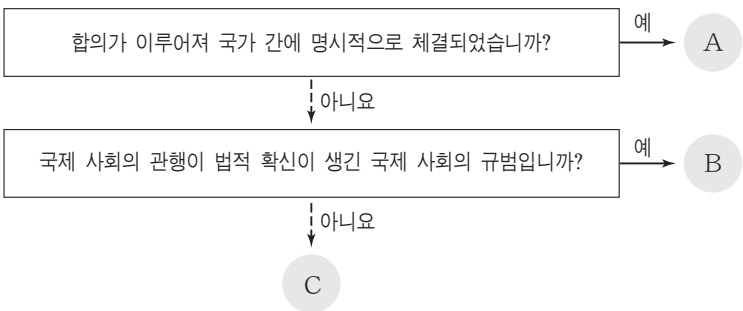 합의가 이루어져 국가 간에 명시적으로 체결되었습니까?
예
A
아니요
국제 사회의 관행이 법적 확신이 생긴 국제 사회의 규범입니까?
예
B
아니요
C